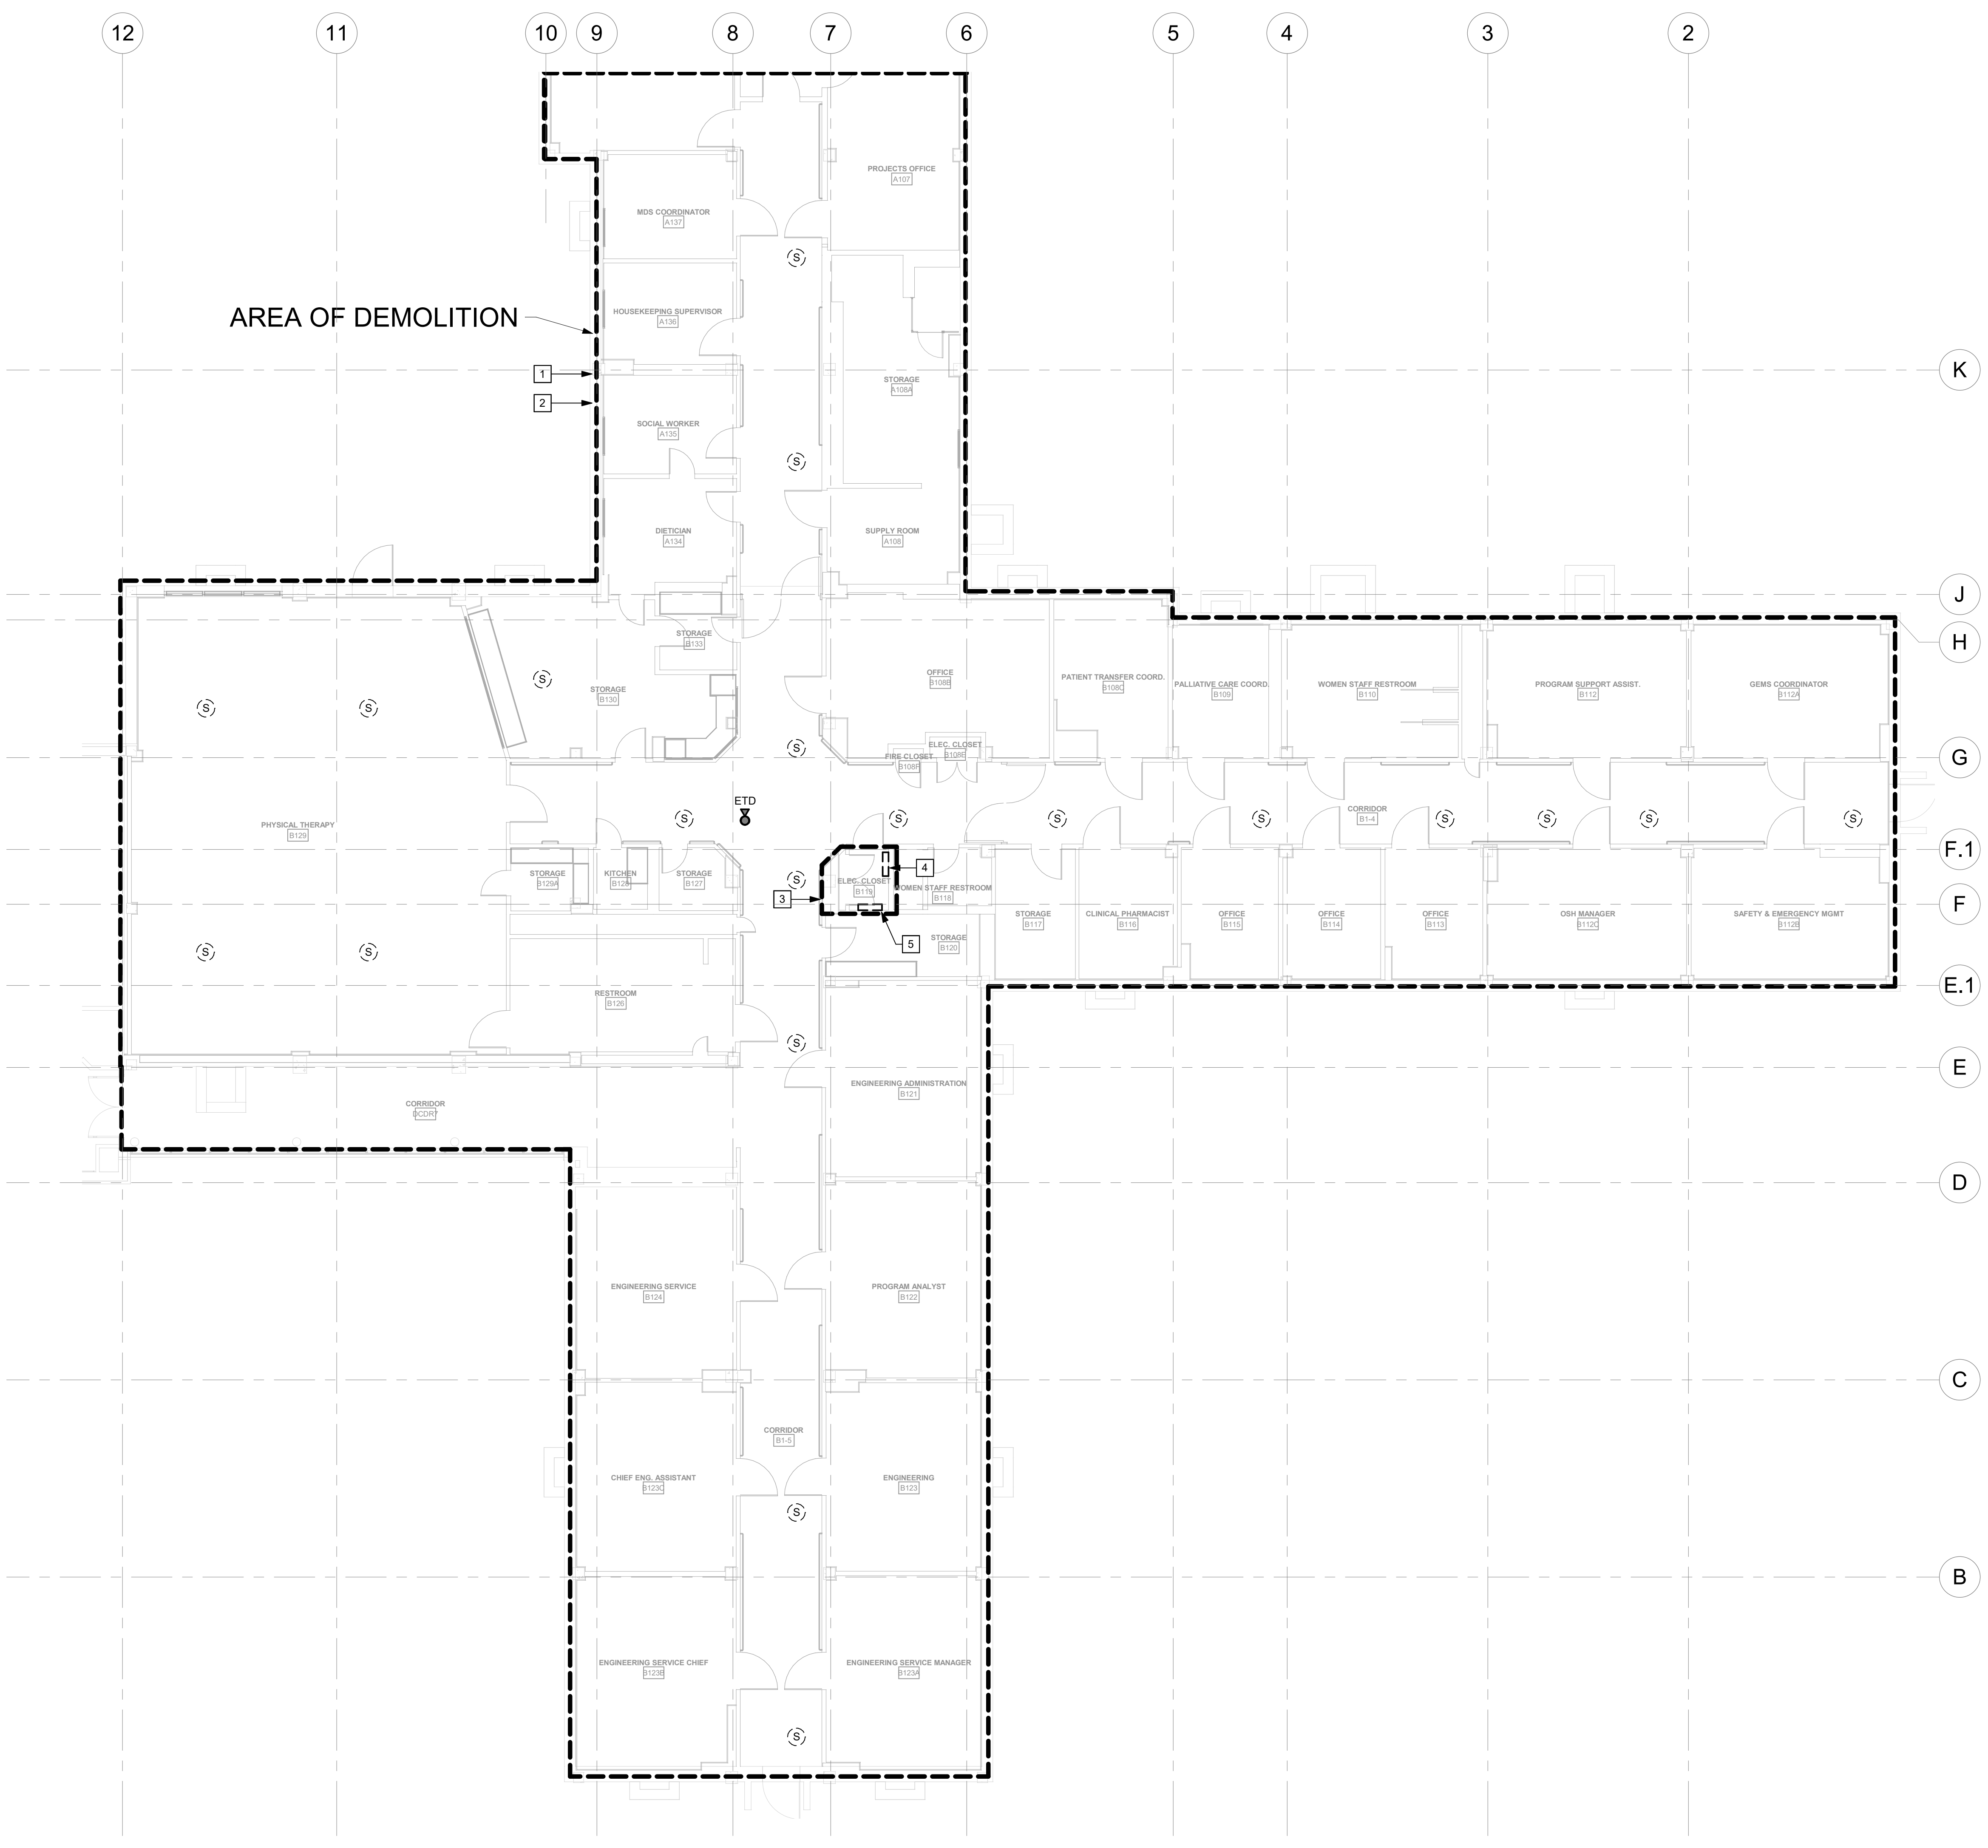 12 11 10 9 8 7 6 5 4 3 2
PROJECTS OFFICE
A107
MDS COORDINATOR
A137
S
HOUSEKEEPING SUPERVISOR
A136
AREA OF DEMOLITION
K
1
STORAGE
A108A
2
SOCIAL WORKER
A135
S
DIETICIAN
A134
SUPPLY ROOM
A108
J
H
STORAGE
B133
OFFICE
B108B
PATIENT TRANSFER COORD.
B108C
PALLIATIVE CARE COORD.
B109
WOMEN STAFF RESTROOM
B110
PROGRAM SUPPORT ASSIST.
B112
GEMS COORDINATOR
B112A
S
STORAGE
B130
S
S
S
ELEC. CLOSET
B108E
FIRE CLOSET
B108F
G
ETD
S
S
S
S
CORRIDOR
B1-4
S
S
S
S
PHYSICAL THERAPY
B129
F.1
STORAGE
B129A
KITCHEN
B128
STORAGE
B127
S
4
ELEC. CLOSET
B119
WOMEN STAFF RESTROOM
B118
3
F
STORAGE
B117
CLINICAL PHARMACIST
B116
OFFICE
B115
OFFICE
B114
OFFICE
B113
OSH MANAGER
B112C
SAFETY & EMERGENCY MGMT
B112B
5
STORAGE
B120
S
S
E.1
RESTROOM
B126
S
E
ENGINEERING ADMINISTRATION
B121
CORRIDOR
DCDR7
D
ENGINEERING SERVICE
B124
PROGRAM ANALYST
B122
C
CORRIDOR
B1-5
CHIEF ENG. ASSISTANT
B123C
ENGINEERING
B123
S
B
ENGINEERING SERVICE CHIEF
B123B
ENGINEERING SERVICE MANAGER
B123A
S